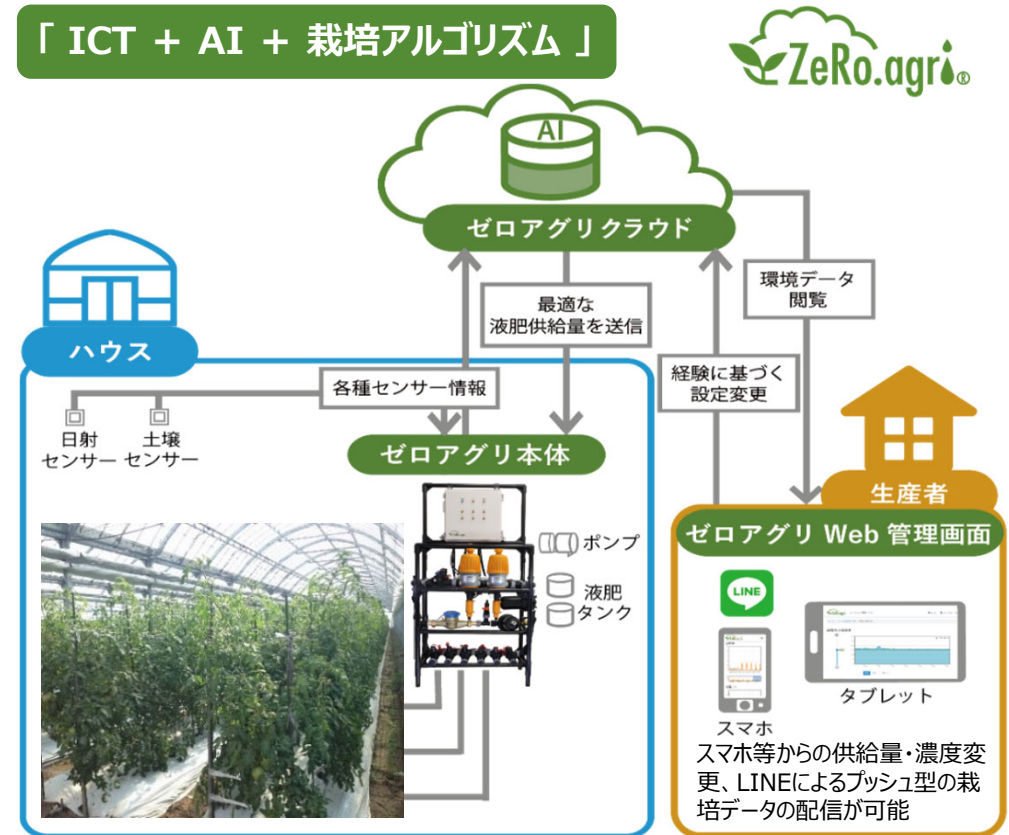 「 ICT + AI + 栽培アルゴリズム 」
ZeRo.agri®
AI
ゼロアグリクラウド
環境データ
閲覧
最適な
液肥供給量を送信
ハウス
経験に基づく
設定変更
各種センサー情報
日射
センサー
土壌
センサー
ゼロアグリ本体
生産者
ゼロアグリ Web 管理画面
ポンプ
液肥
タンク
LINE
タブレット
スマホ
スマホ等からの供給量・濃度変
更、LINEによるプッシュ型の栽
培データの配信が可能